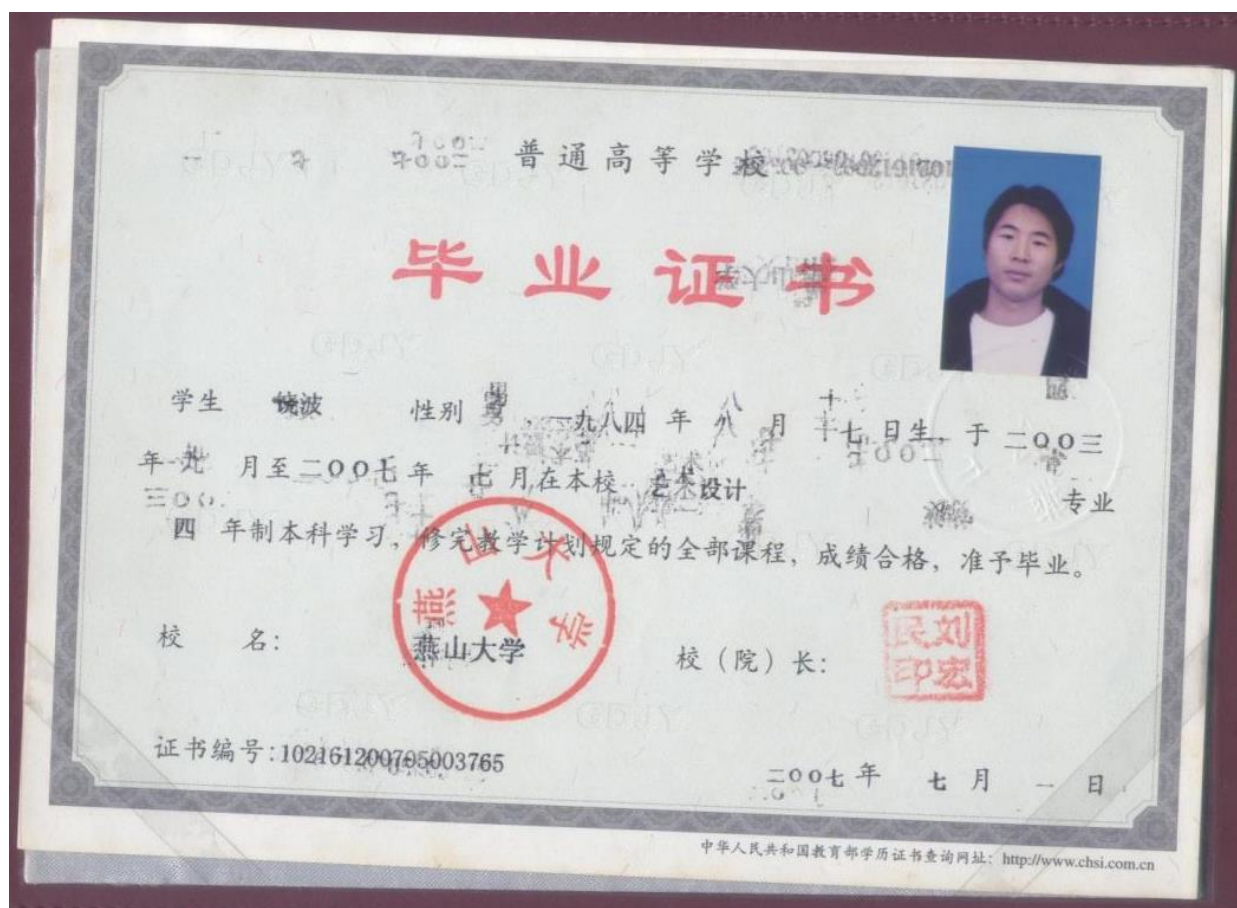 普通高等学校
毕业证书
学生 饶波 性别 男，一九八四年 八 月 十七 日生，于二〇〇三
年 九 月至二〇〇七年 七 月在本校 艺术设计 专业
四 年制本科学习，修完教学计划规定的全部课程，成绩合格，准予毕业。
燕山大学
校 名： 燕山大学 校（院）长： 刘宏民印
证书编号：102161200705003765 二〇〇七年 七 月 一 日
中华人民共和国教育部学历证书查询网址：http://www.chsi.com.cn